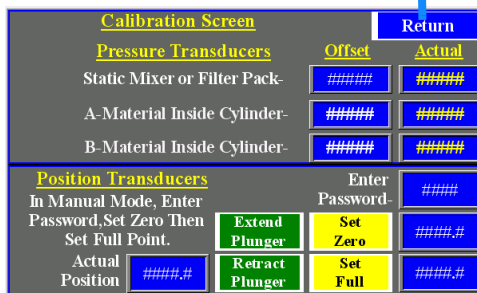 Calibration Screen Return
Pressure Transducers Offset Actual
Static Mixer or Filter Pack- ##### #####
A-Material Inside Cylinder- ##### #####
B-Material Inside Cylinder- ##### #####
Position Transducers
In Manual Mode, Enter
Password,Set Zero Then
Set Full Point.
Enter
Password- ####
Extend
Plunger
Set
Zero
####.#
Actual
Position
####.#
Retract
Plunger
Set
Full
####.#